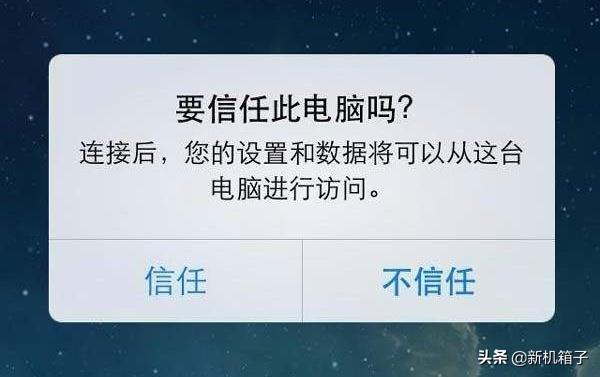 要信任此电脑吗?
连接后，您的设置和数据将可以从这台
电脑进行访问。
信任
不信任
头条 @新机箱子